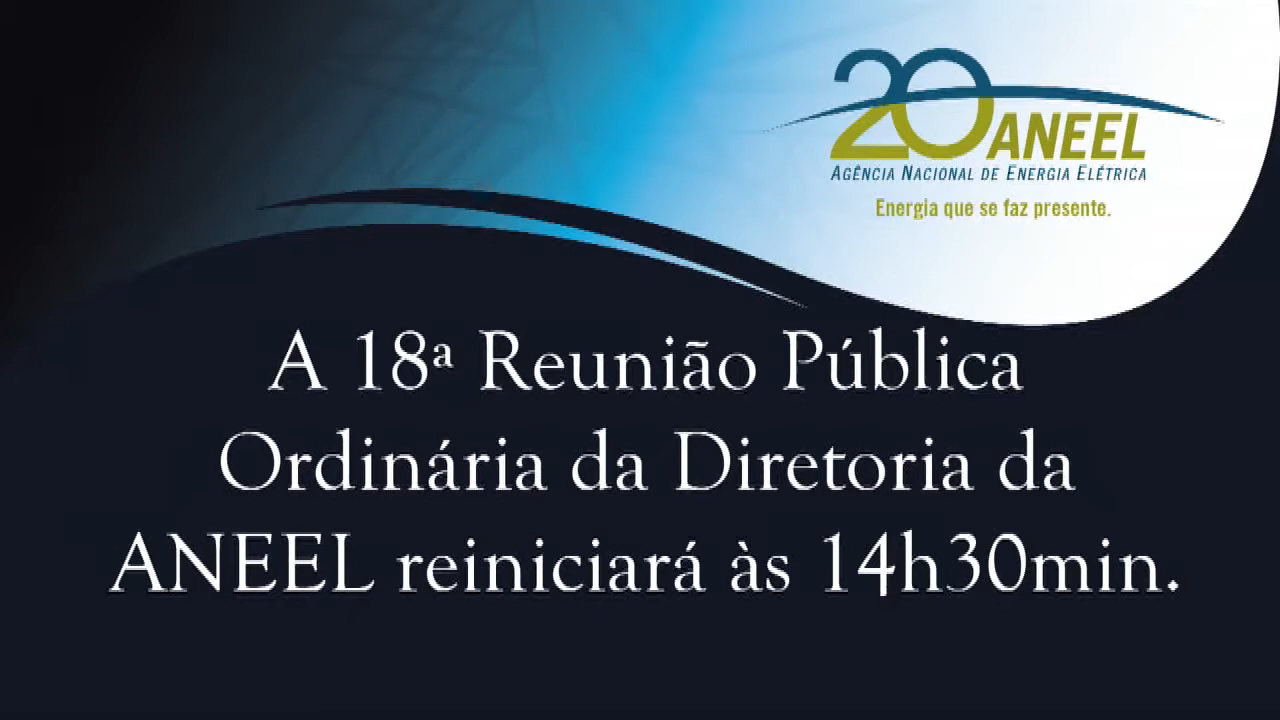 20 ANEEL
AGÊNCIA NACIONAL DE ENERGIA ELÉTRICA
Energia que se faz presente.
A 18ª Reunião Pública
Ordinária da Diretoria da
ANEEL reiniciará às 14h30min.